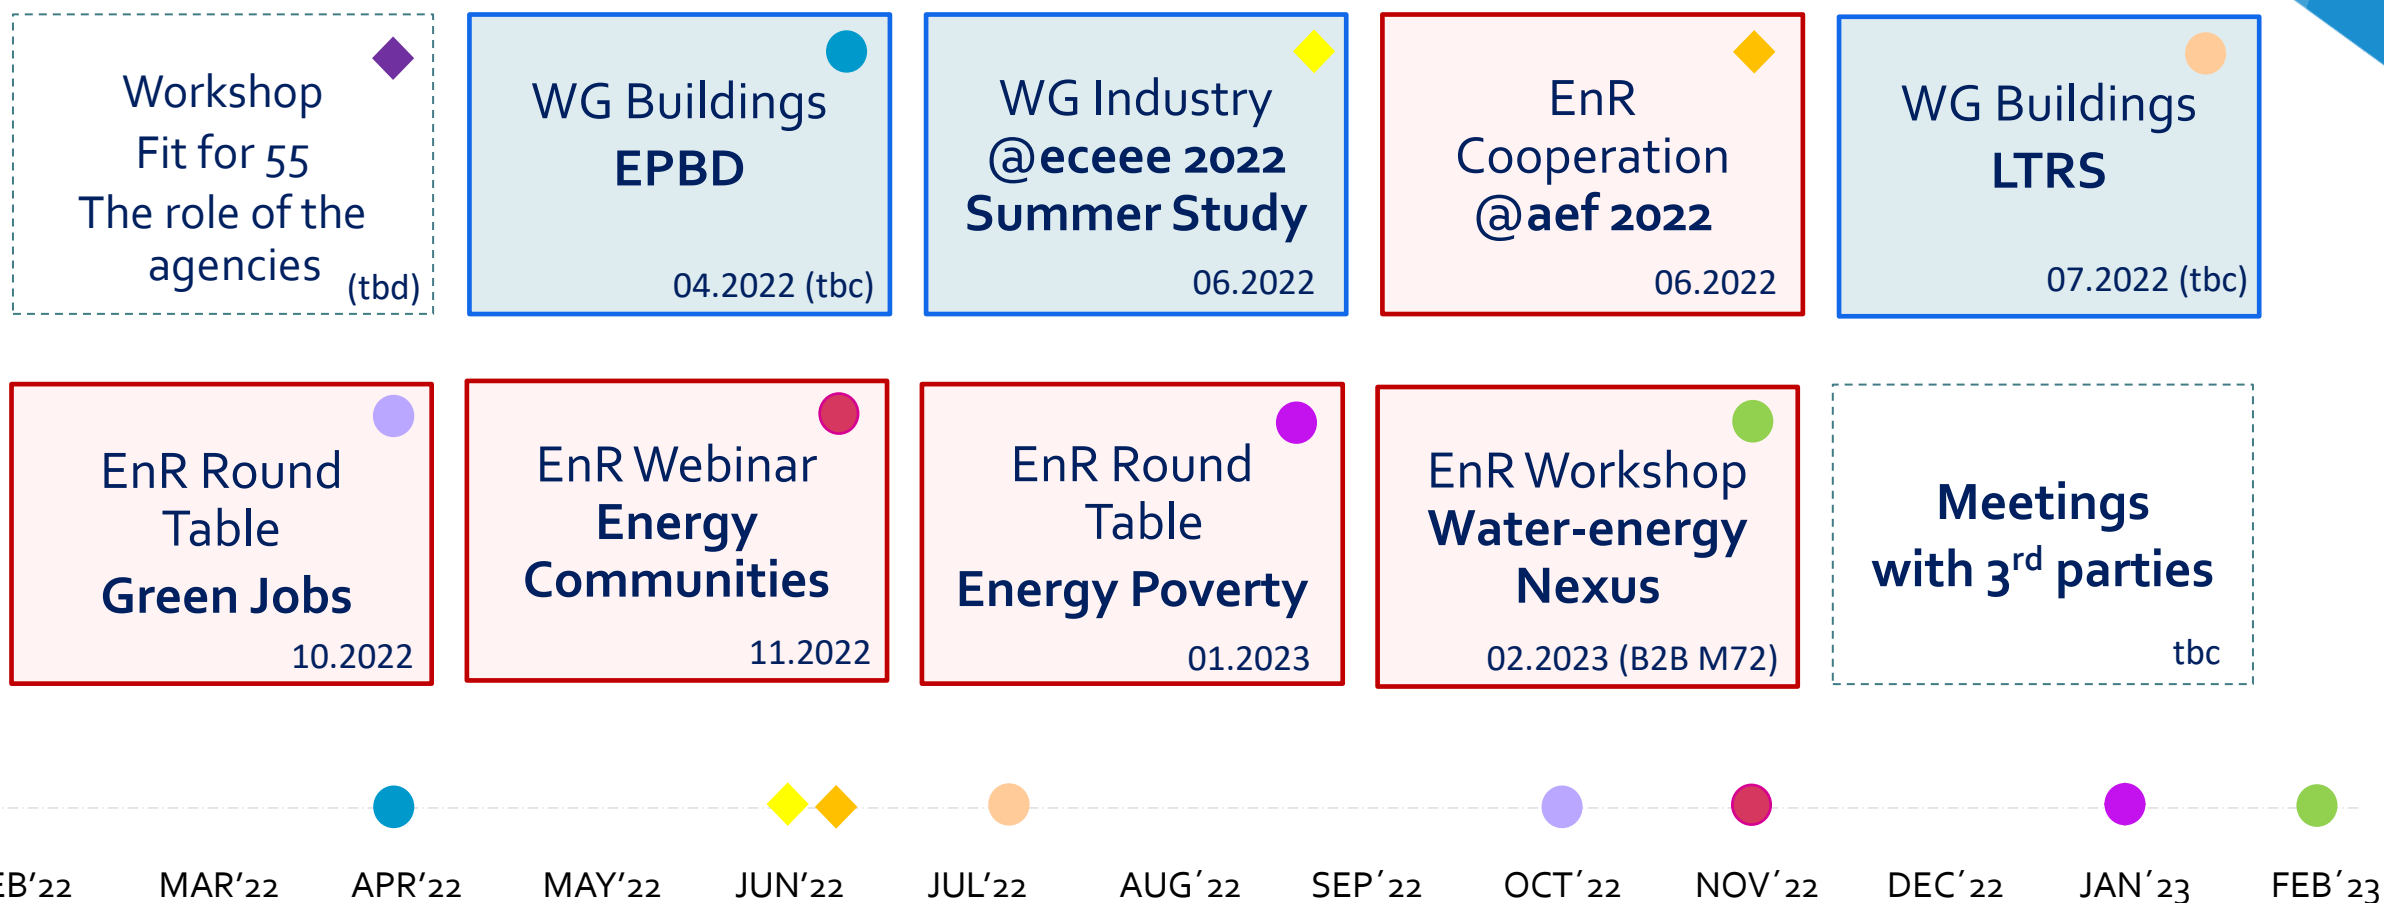 Workshop
Fit for 55
The role of the
agencies
(tbd)
WG Buildings
EPBD
04.2022 (tbc)
WG Industry
@eceee 2022
Summer Study
06.2022
EnR
Cooperation
@aef 2022
06.2022
WG Buildings
LTRS
07.2022 (tbc)
EnR Round
Table
Green Jobs
10.2022
EnR Webinar
Energy
Communities
11.2022
EnR Round
Table
Energy Poverty
01.2023
EnR Workshop
Water-energy
Nexus
02.2023 (B2B M72)
Meetings
with 3rd parties
tbc
EB'22 MAR'22 APR'22 MAY'22 JUN'22 JUL'22 AUG´22 SEP´22 OCT´22 NOV´22 DEC´22 JAN´23 FEB´23